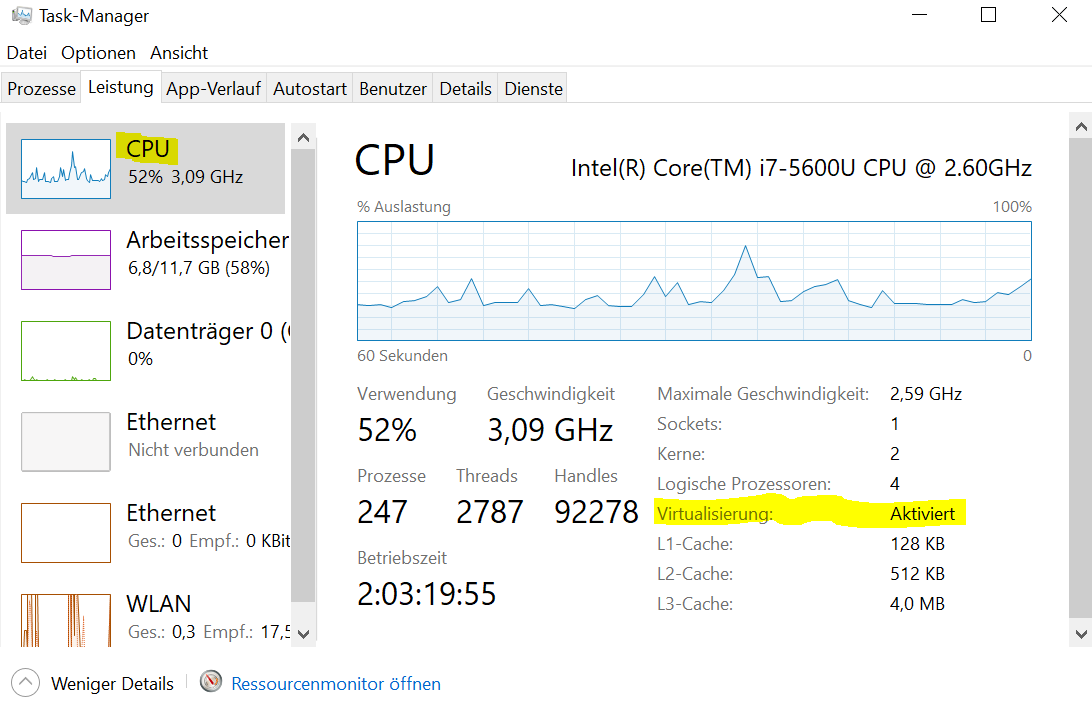 Task-Manager
Datei Optionen Ansicht
Prozesse Leistung App-Verlauf Autostart Benutzer Details Dienste
CPU
52% 3,09 GHz
Arbeitsspeicher
6,8/11,7 GB (58%)
Datenträger 0 (
0%
Ethernet
Nicht verbunden
Ethernet
Ges.: 0 Empf.: 0 KBit
WLAN
Ges.: 0,3 Empf.: 17,5
CPU
Intel(R) Core(TM) i7-5600U CPU @ 2.60GHz
% Auslastung 100%
60 Sekunden 0
Verwendung Geschwindigkeit
52% 3,09 GHz
Prozesse Threads Handles
247 2787 92278
Betriebszeit
2:03:19:55
Maximale Geschwindigkeit: 2,59 GHz
Sockets: 1
Kerne: 2
Logische Prozessoren: 4
Virtualisierung: Aktiviert
L1-Cache: 128 KB
L2-Cache: 512 KB
L3-Cache: 4,0 MB
Weniger Details Ressourcenmonitor öffnen